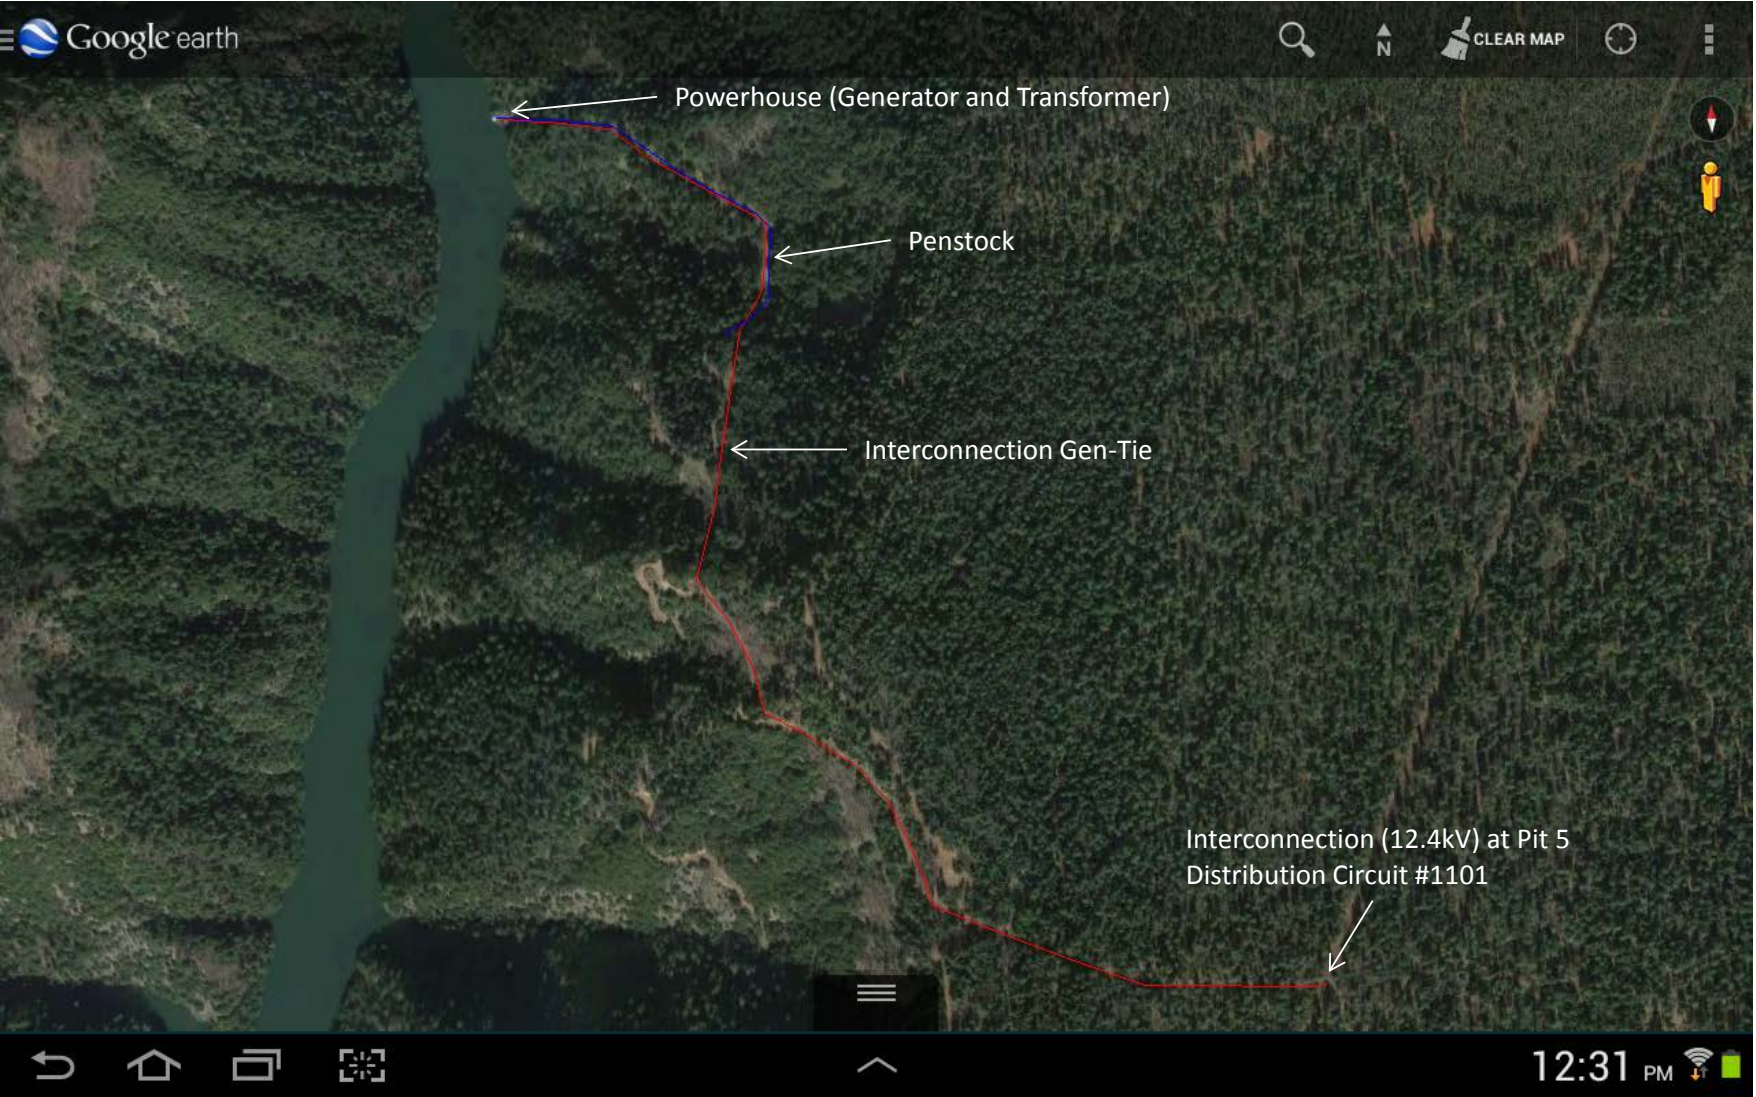 Google earth
N
CLEAR MAP
Powerhouse (Generator and Transformer)
Penstock
Interconnection Gen-Tie
Interconnection (12.4kV) at Pit 5
Distribution Circuit #1101
12:31 PM